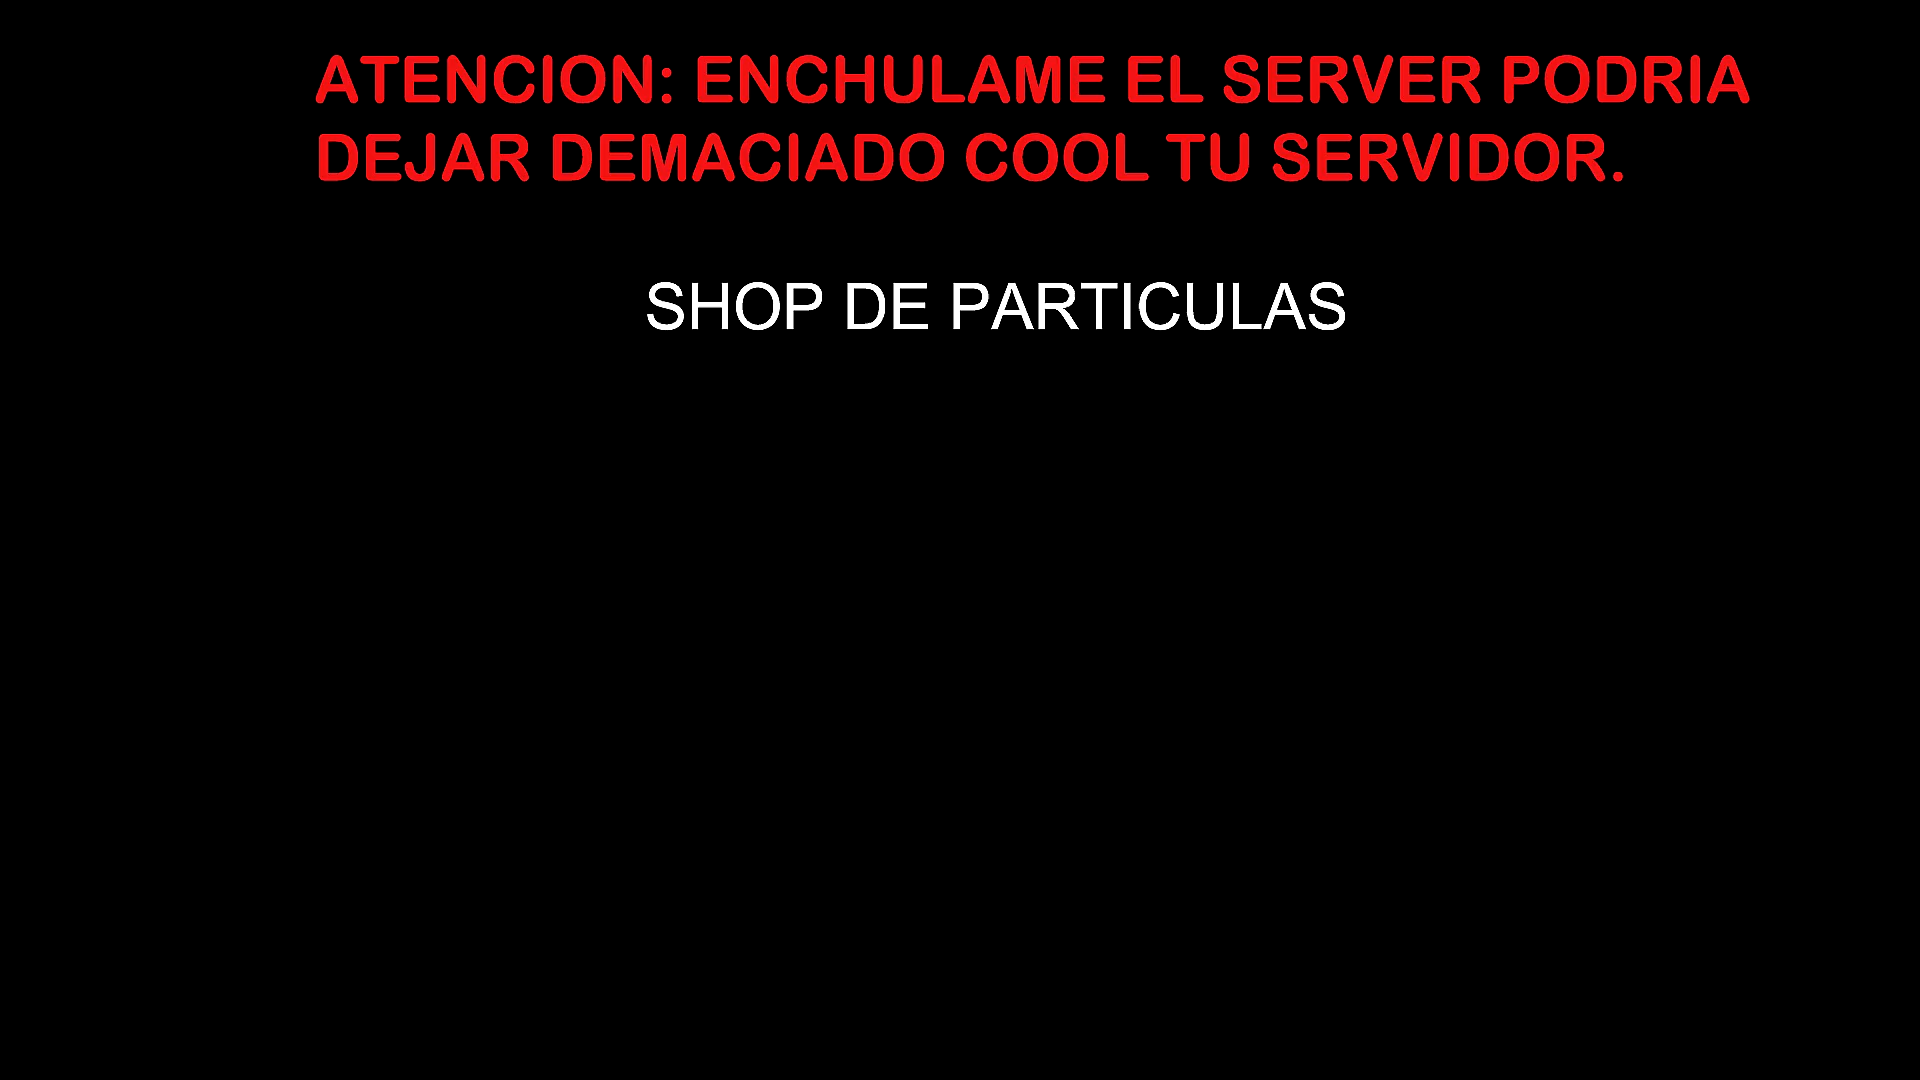 ATENCION: ENCHULAME EL SERVER PODRIA
DEJAR DEMACIADO COOL TU SERVIDOR.
SHOP DE PARTICULAS